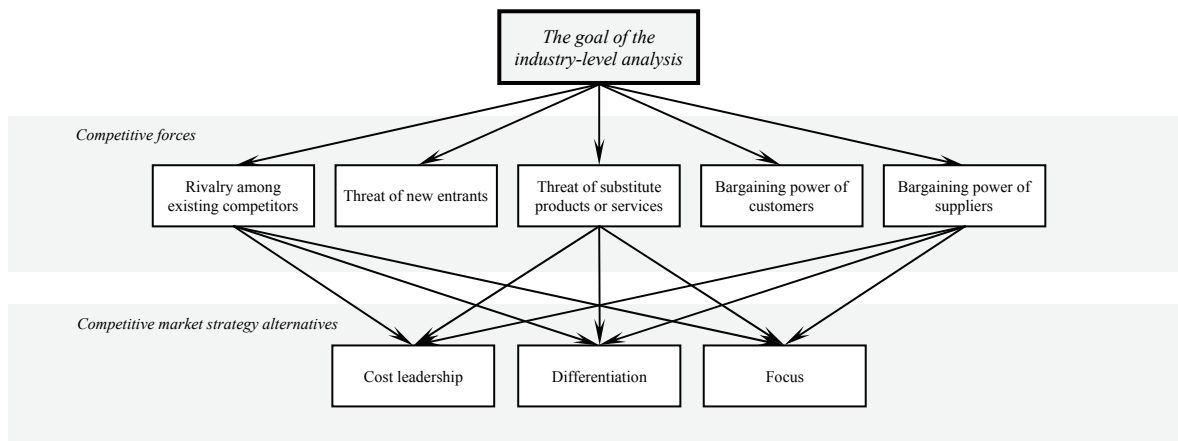 The goal of the
industry-level analysis
Competitive forces
Rivalry among
existing competitors
Threat of new entrants
Threat of substitute
products or services
Bargaining power of
customers
Bargaining power of
suppliers
Competitive market strategy alternatives
Cost leadership
Differentiation
Focus